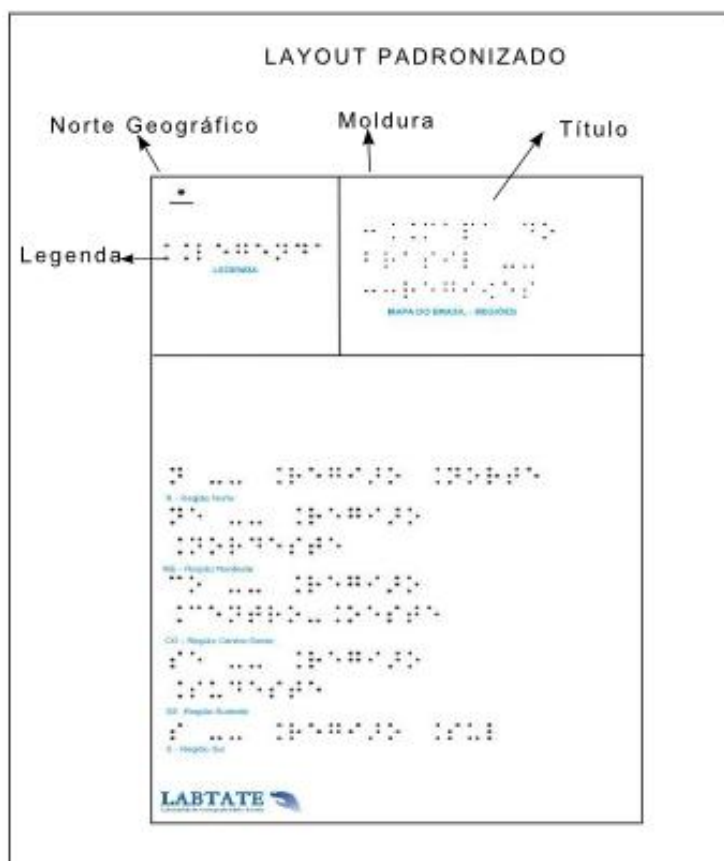 LAYOUT PADRONIZADO
Norte Geográfico
Moldura
Título
Legenda
LEGENDA
MAPA DO BRASIL - REGIÕES
N - Região Norte
NE - Região Nordeste
CO - Região Centro-Oeste
SE - Região Sudeste
S - Região Sul
LABTATE